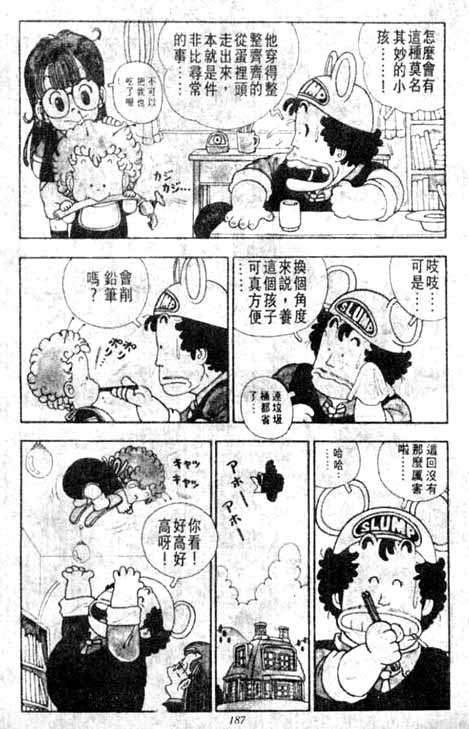 怎麼會有
這種莫名
其妙的小
孩……！
SLUMP
他穿得整
整齊齊的
從蛋裡頭
走出來，
本就是件
非比尋常
的事……
不可以
把我也
吃了喔
カジ
カジ…
吱吱…
可是…
SLUMP
換個角度
來說，養
這個孩子
可真方便
……
連垃圾
桶都省
了…
會削
鉛筆
嗎？
ポリ
ポリ…
這回沒有
那麼厲害
啦……
哈哈……
SLUMP
アホー
アホー
キャッ
キャッ
你看！
好高好
高呀！
187